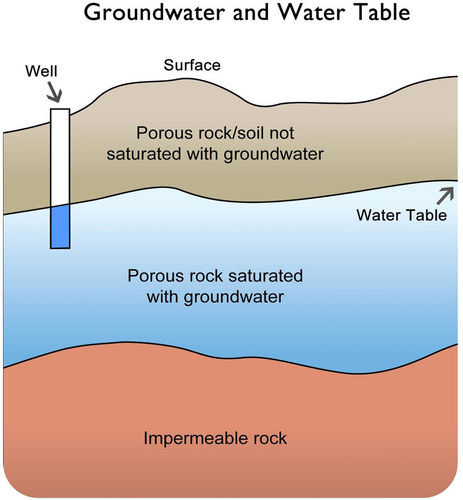 Groundwater and Water Table
Well
Surface
Porous rock/soil not
saturated with groundwater
Water Table
Porous rock saturated
with groundwater
Impermeable rock